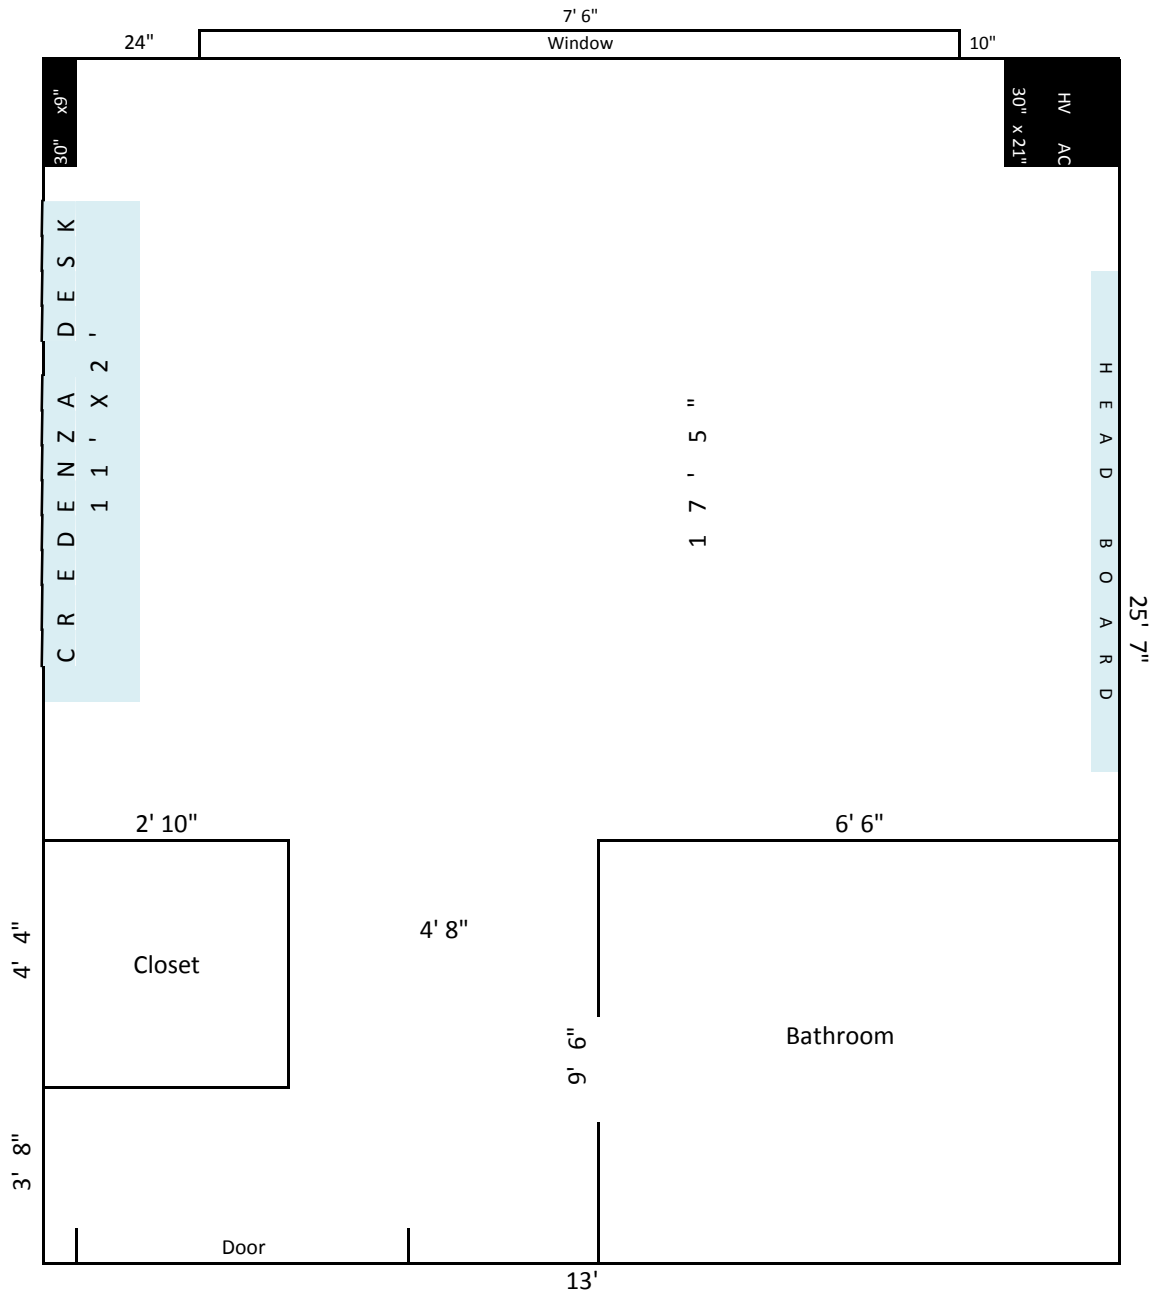 7' 6"
24"
Window
10"
30" x9"
HV AC
30" x 21"
CREDENZA DESK
11' X 2'
17' 5"
HEAD BOARD
25' 7"
2' 10"
6' 6"
4' 8"
4' 4"
Closet
9' 6"
Bathroom
3' 8"
Door
13'